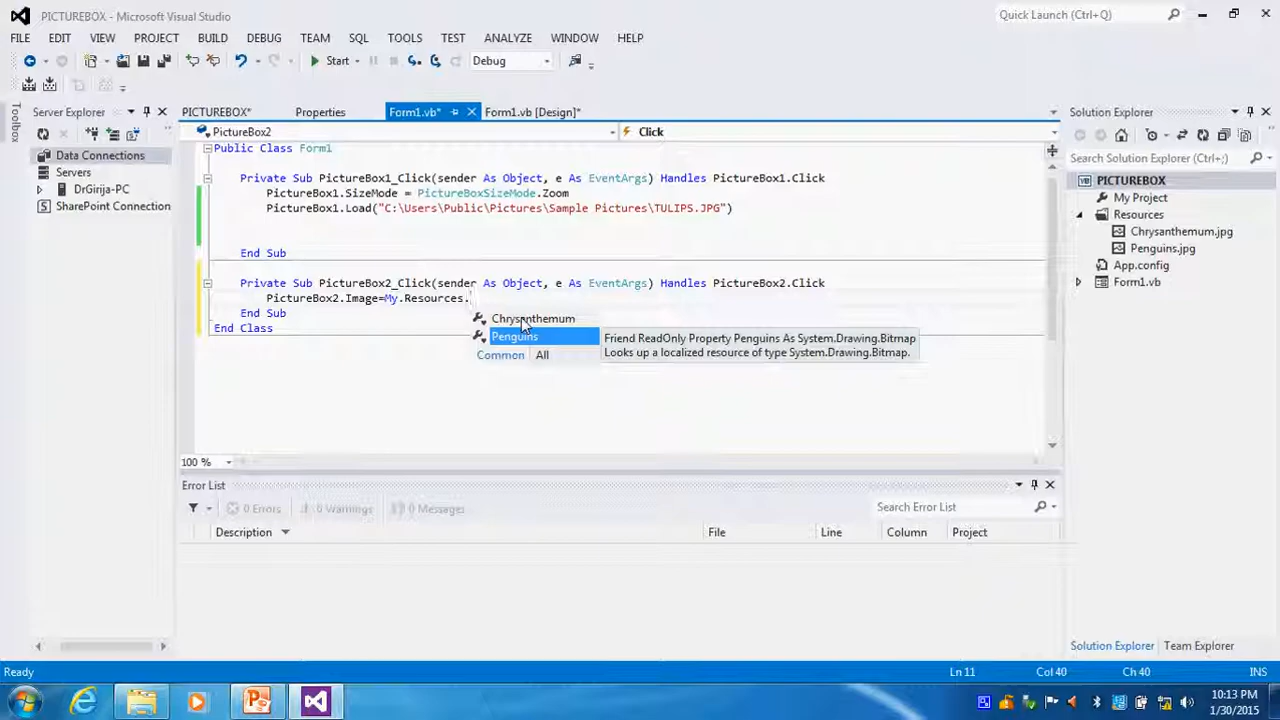 PICTUREBOX - Microsoft Visual Studio
Quick Launch (Ctrl+Q)
FILE EDIT VIEW PROJECT BUILD DEBUG TEAM SQL TOOLS TEST ANALYZE WINDOW HELP
Start Debug
Toolbox
Server Explorer
Data Connections
Servers
DrGirija-PC
SharePoint Connection
PICTUREBOX* Properties Form1.vb* Form1.vb [Design]*
PictureBox2 Click
Public Class Form1
Private Sub PictureBox1_Click(sender As Object, e As EventArgs) Handles PictureBox1.Click
PictureBox1.SizeMode = PictureBoxSizeMode.Zoom
PictureBox1.Load("C:\Users\Public\Pictures\Sample Pictures\TULIPS.JPG")
End Sub
Private Sub PictureBox2_Click(sender As Object, e As EventArgs) Handles PictureBox2.Click
PictureBox2.Image=My.Resources.
End Sub
End Class
Chrysanthemum
Penguins
Common All
Friend ReadOnly Property Penguins As System.Drawing.Bitmap
Looks up a localized resource of type System.Drawing.Bitmap.
100 %
Error List
0 Errors 0 Warnings 0 Messages
Search Error List
Description File Line Column Project
Solution Explorer
Search Solution Explorer (Ctrl+;)
PICTUREBOX
My Project
Resources
Chrysanthemum.jpg
Penguins.jpg
App.config
Form1.vb
Solution Explorer Team Explorer
Ready Ln 11 Col 40 Ch 40 INS
10:13 PM
1/30/2015